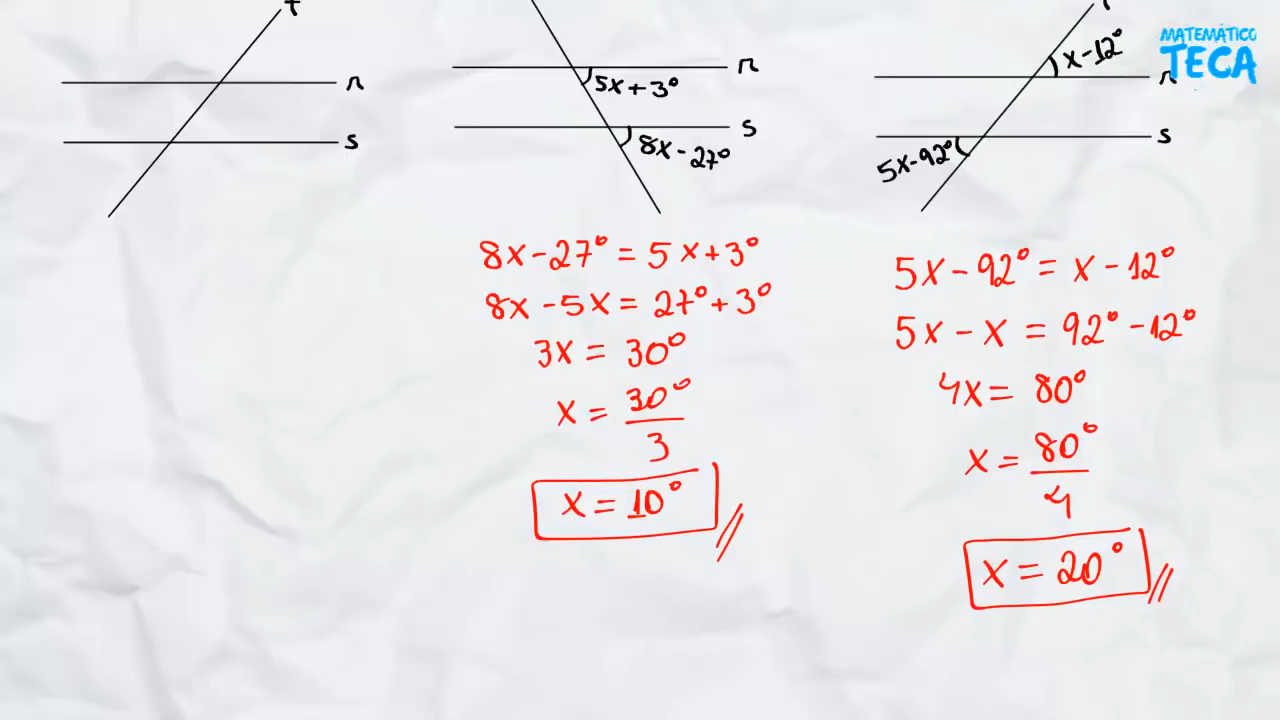 t
r
s
r
5x+3°
s
8x-27°
8x-27°=5x+3°
8x-5x=27°+3°
3x=30°
x=30°/3
x=10°
MATEMÁTICO
TECA
x-12°
r
s
5x-92°
5x-92°=x-12°
5x-x=92°-12°
4x=80°
x=80°/4
x=20°